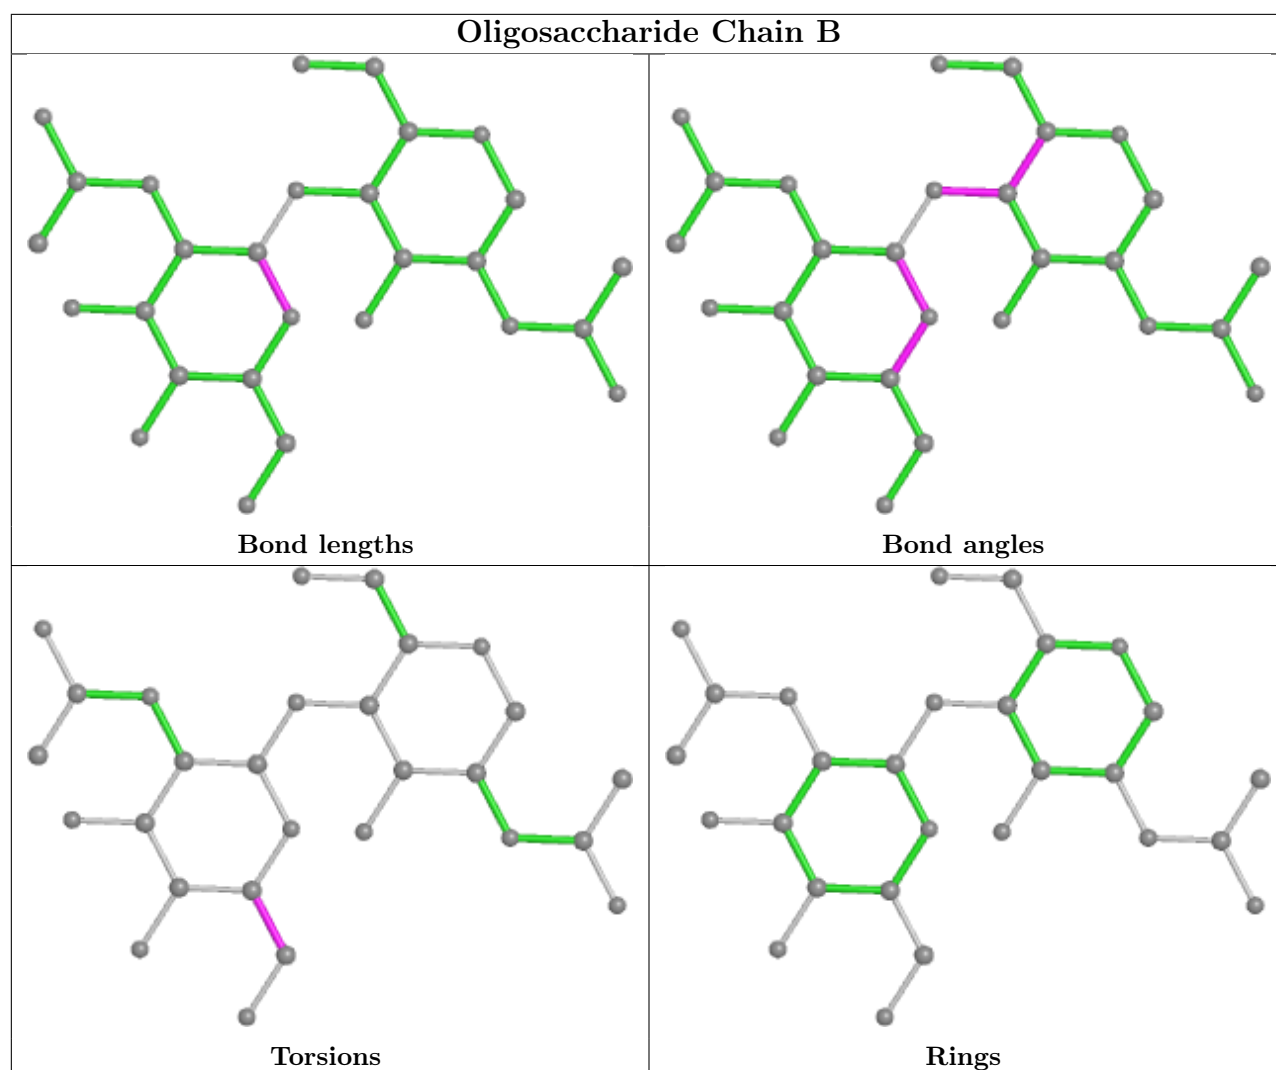 Oligosaccharide Chain B
Bond lengths
Bond angles
Torsions
Rings